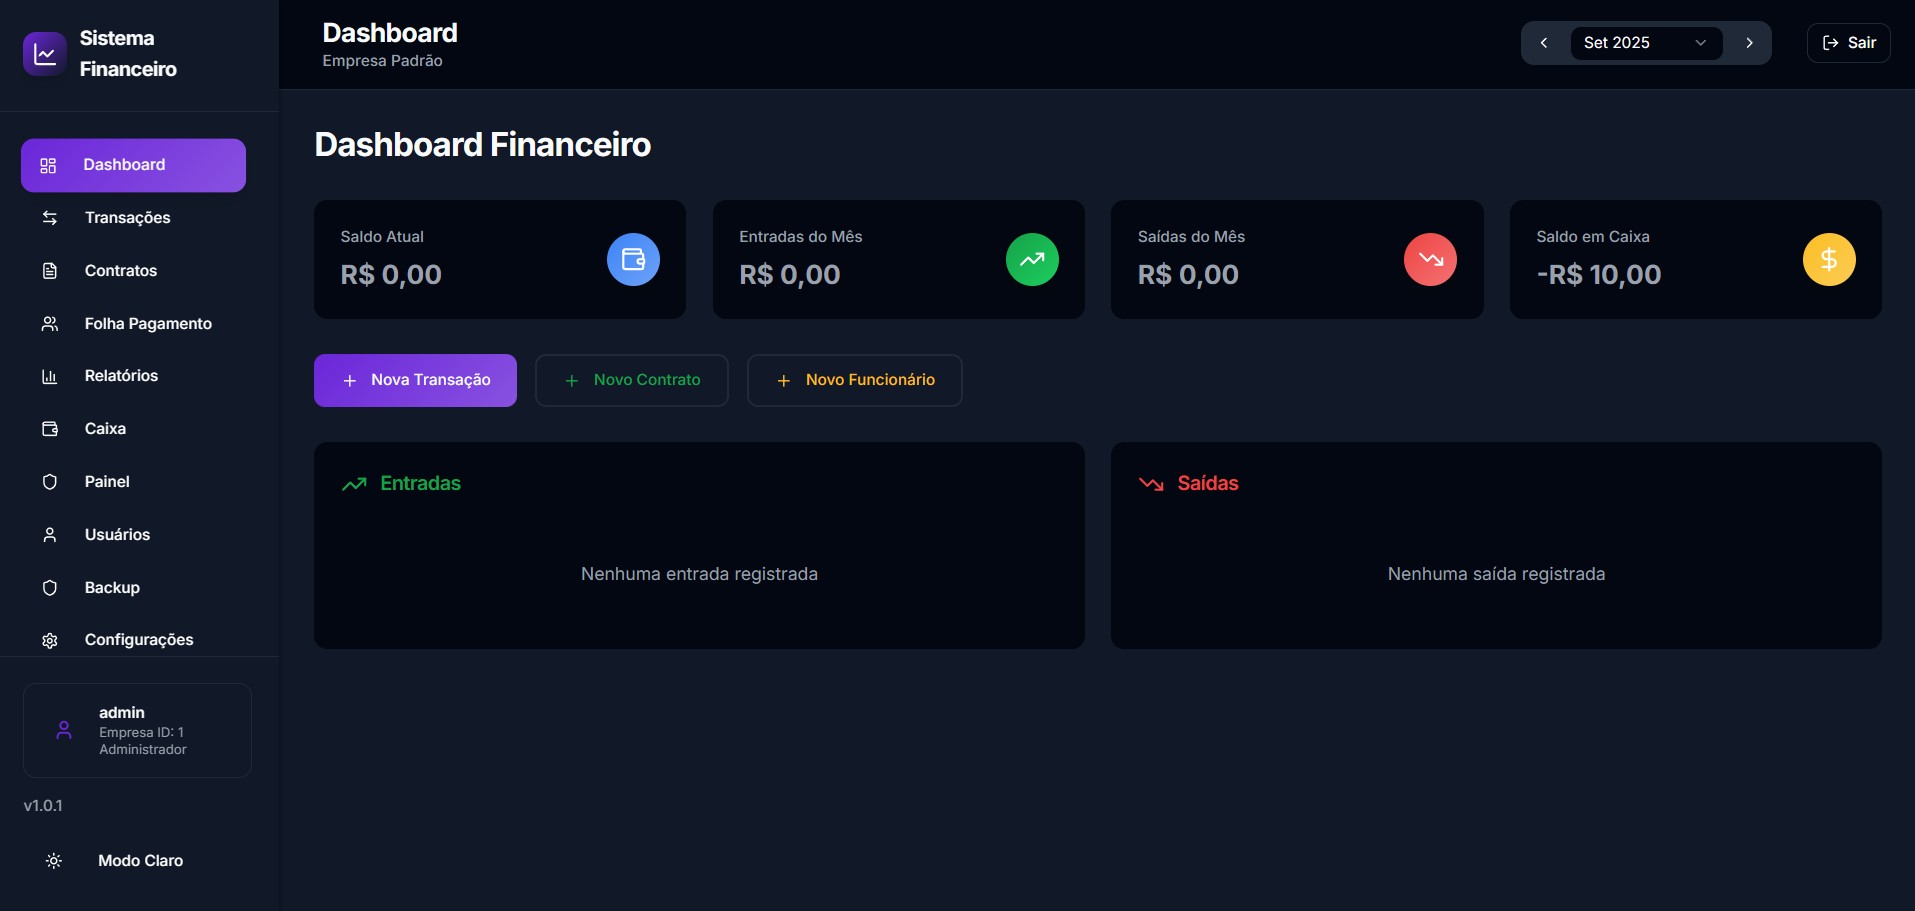 Sistema
Financeiro
Dashboard
Transações
Contratos
Folha Pagamento
Relatórios
Caixa
Painel
Usuários
Backup
Configurações
admin
Empresa ID: 1
Administrador
v1.0.1
Modo Claro
Dashboard
Empresa Padrão
Set 2025
Sair
Dashboard Financeiro
Saldo Atual
R$ 0,00
Entradas do Mês
R$ 0,00
Saídas do Mês
R$ 0,00
Saldo em Caixa
-R$ 10,00
Nova Transação
Novo Contrato
Novo Funcionário
Entradas
Nenhuma entrada registrada
Saídas
Nenhuma saída registrada